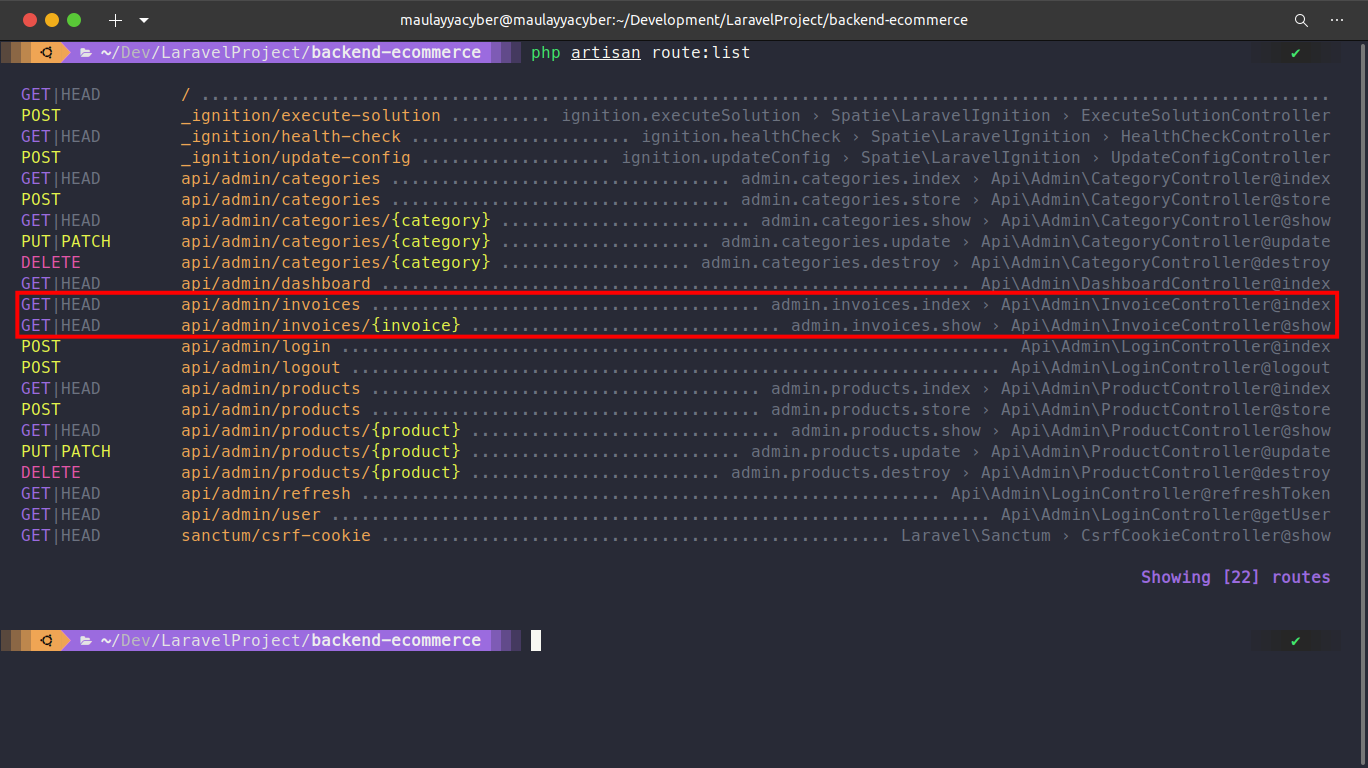 maulayyacyber@maulayyacyber:~/Development/LaravelProject/backend-ecommerce
~/Dev/LaravelProject/backend-ecommerce php artisan route:list ✔
GET|HEAD / .................................................................................................................
POST _ignition/execute-solution .......... ignition.executeSolution › Spatie\LaravelIgnition › ExecuteSolutionController
GET|HEAD _ignition/health-check ...................... ignition.healthCheck › Spatie\LaravelIgnition › HealthCheckController
POST _ignition/update-config ................... ignition.updateConfig › Spatie\LaravelIgnition › UpdateConfigController
GET|HEAD api/admin/categories .................................. admin.categories.index › Api\Admin\CategoryController@index
POST api/admin/categories .................................. admin.categories.store › Api\Admin\CategoryController@store
GET|HEAD api/admin/categories/{category} ......................... admin.categories.show › Api\Admin\CategoryController@show
PUT|PATCH api/admin/categories/{category} ..................... admin.categories.update › Api\Admin\CategoryController@update
DELETE api/admin/categories/{category} ................... admin.categories.destroy › Api\Admin\CategoryController@destroy
GET|HEAD api/admin/dashboard ........................................................... Api\Admin\DashboardController@index
GET|HEAD api/admin/invoices ........................................ admin.invoices.index › Api\Admin\InvoiceController@index
GET|HEAD api/admin/invoices/{invoice} ............................... admin.invoices.show › Api\Admin\InvoiceController@show
POST api/admin/login ................................................................... Api\Admin\LoginController@index
POST api/admin/logout ................................................................. Api\Admin\LoginController@logout
GET|HEAD api/admin/products ....................................... admin.products.index › Api\Admin\ProductController@index
POST api/admin/products ....................................... admin.products.store › Api\Admin\ProductController@store
GET|HEAD api/admin/products/{product} ............................... admin.products.show › Api\Admin\ProductController@show
PUT|PATCH api/admin/products/{product} ........................... admin.products.update › Api\Admin\ProductController@update
DELETE api/admin/products/{product} ......................... admin.products.destroy › Api\Admin\ProductController@destroy
GET|HEAD api/admin/refresh .......................................................... Api\Admin\LoginController@refreshToken
GET|HEAD api/admin/user .................................................................. Api\Admin\LoginController@getUser
GET|HEAD sanctum/csrf-cookie ................................................... Laravel\Sanctum › CsrfCookieController@show
Showing [22] routes
~/Dev/LaravelProject/backend-ecommerce ✔